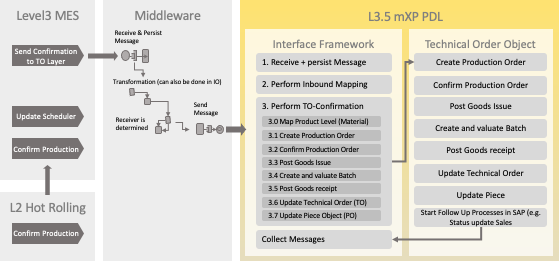 Level3 MES
Send Confirmation
to TO Layer
Update Scheduler
Confirm Production
L2 Hot Rolling
Confirm Production
Middleware
Receive & Persist
Message
Transformation (can also be done in IO)
Receiver is
determined
Send
Message
L3.5 mXP PDL
Interface Framework
1. Receive + persist Message
2. Perform Inbound Mapping
3. Perform TO-Confirmation
3.0 Map Product Level (Material)
3.1 Create Production Order
3.2 Confirm Production Order
3.3 Post Goods Issue
3.4 Create and valuate Batch
3.5 Post Goods receipt
3.6 Update Technical Order (TO)
3.7 Update Piece Object (PO)
Collect Messages
Technical Order Object
Create Production Order
Confirm Production Order
Post Goods Issue
Create and valuate Batch
Post Goods receipt
Update Technical Order
Update Piece
Start Follow Up Processes in SAP (e.g.
Status update Sales